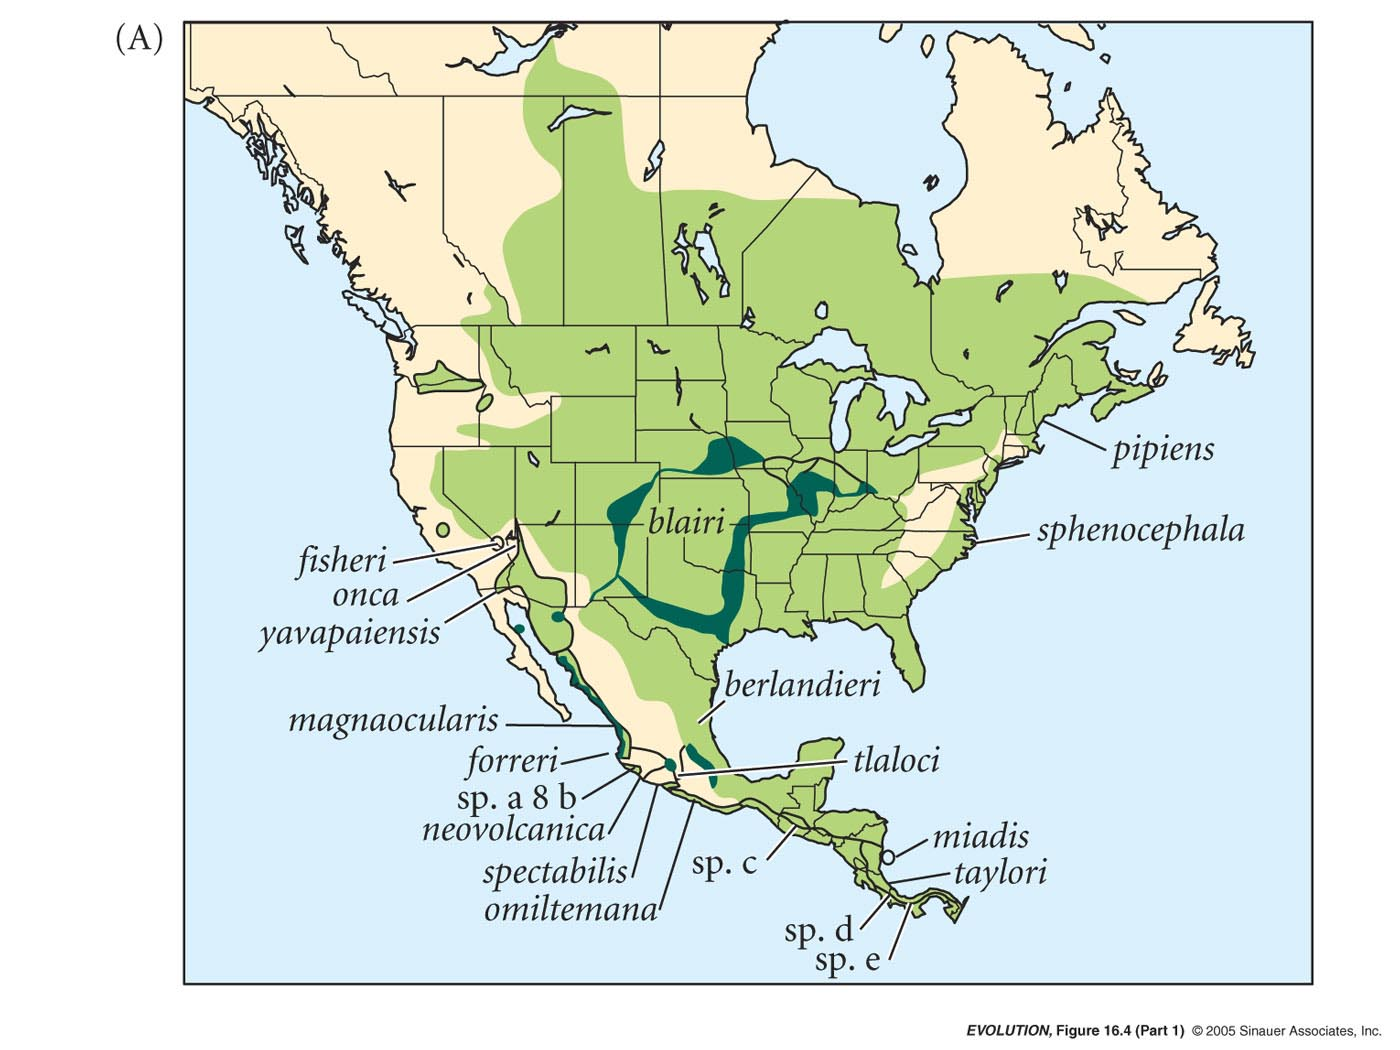 (A)
pipiens
blairi
sphenocephala
fisheri
onca
yavapaiensis
berlandieri
magnaocularis
forreri
tlaloci
sp. a 8 b
neovolcanica
miadis
sp. c
spectabilis
taylori
omiltemana
sp. d
sp. e
EVOLUTION, Figure 16.4 (Part 1) © 2005 Sinauer Associates, Inc.